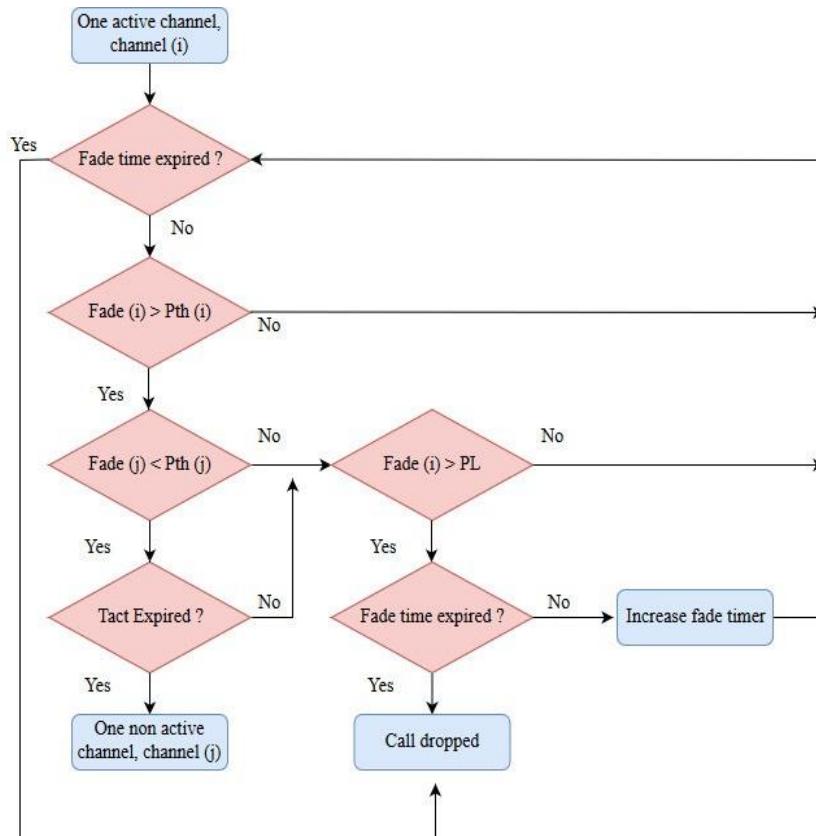 One active channel,
channel (i)
Yes
Fade time expired ?
No
Fade (i) > Pth (i)
No
Yes
Fade (j) < Pth (j)
No
Fade (i) > PL
No
Yes
Yes
Tact Expired ?
No
Fade time expired ?
No
Increase fade timer
Yes
Yes
One non active
channel, channel (j)
Call dropped